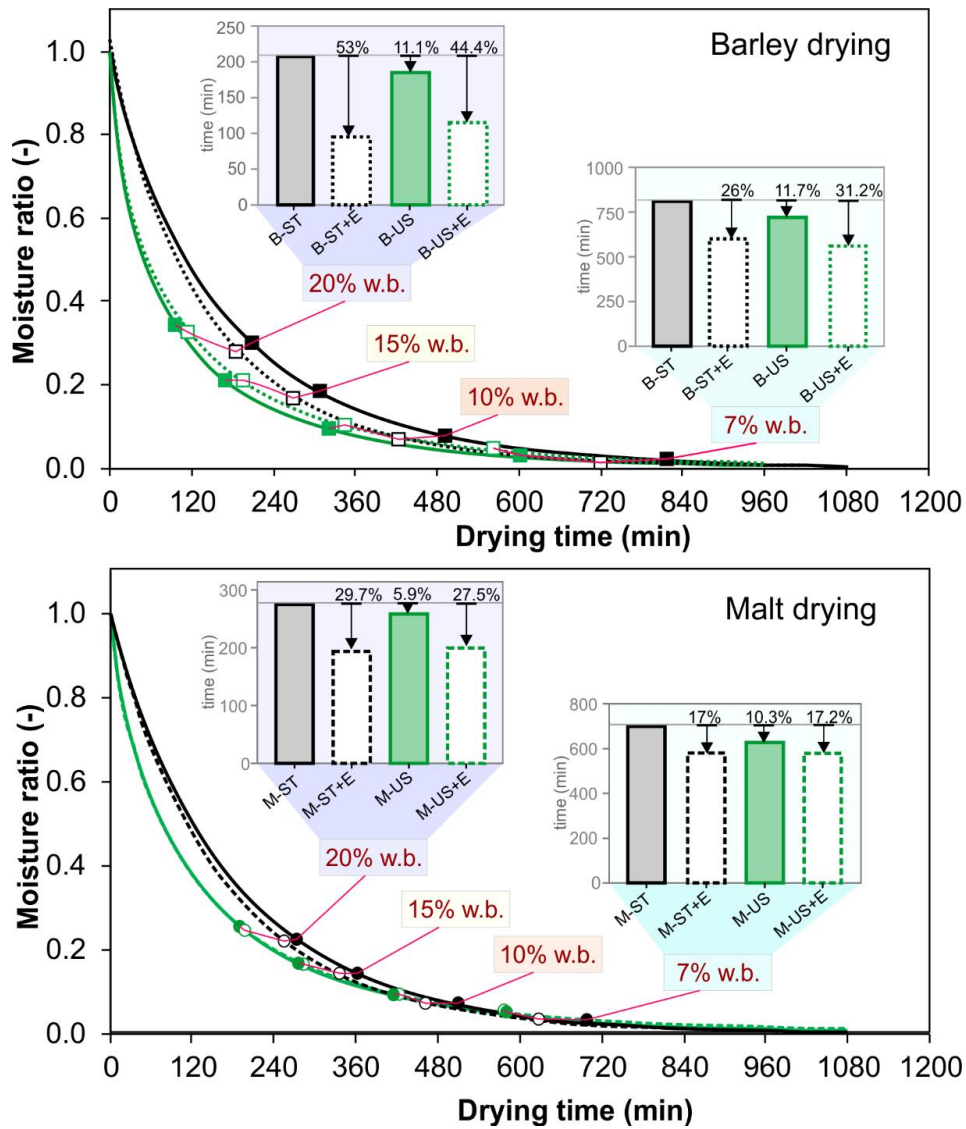 Barley drying
Moisture ratio (-)
1.0
0.8
0.6
0.4
0.2
0.0
0 120 240 360 480 600 720 840 960 1080 1200
Drying time (min)
time (min)
250
200
150
100
50
0
53% 11.1% 44.4%
B-ST B-ST+E B-US B-US+E
20% w.b.
15% w.b.
10% w.b.
7% w.b.
time (min)
1000
750
500
250
0
26% 11.7% 31.2%
B-ST B-ST+E B-US B-US+E
Malt drying
Moisture ratio (-)
1.0
0.8
0.6
0.4
0.2
0.0
0 120 240 360 480 600 720 840 960 1080 1200
Drying time (min)
time (min)
300
200
100
0
29.7% 5.9% 27.5%
M-ST M-ST+E M-US M-US+E
20% w.b.
15% w.b.
10% w.b.
7% w.b.
time (min)
800
600
400
200
0
17% 10.3% 17.2%
M-ST M-ST+E M-US M-US+E